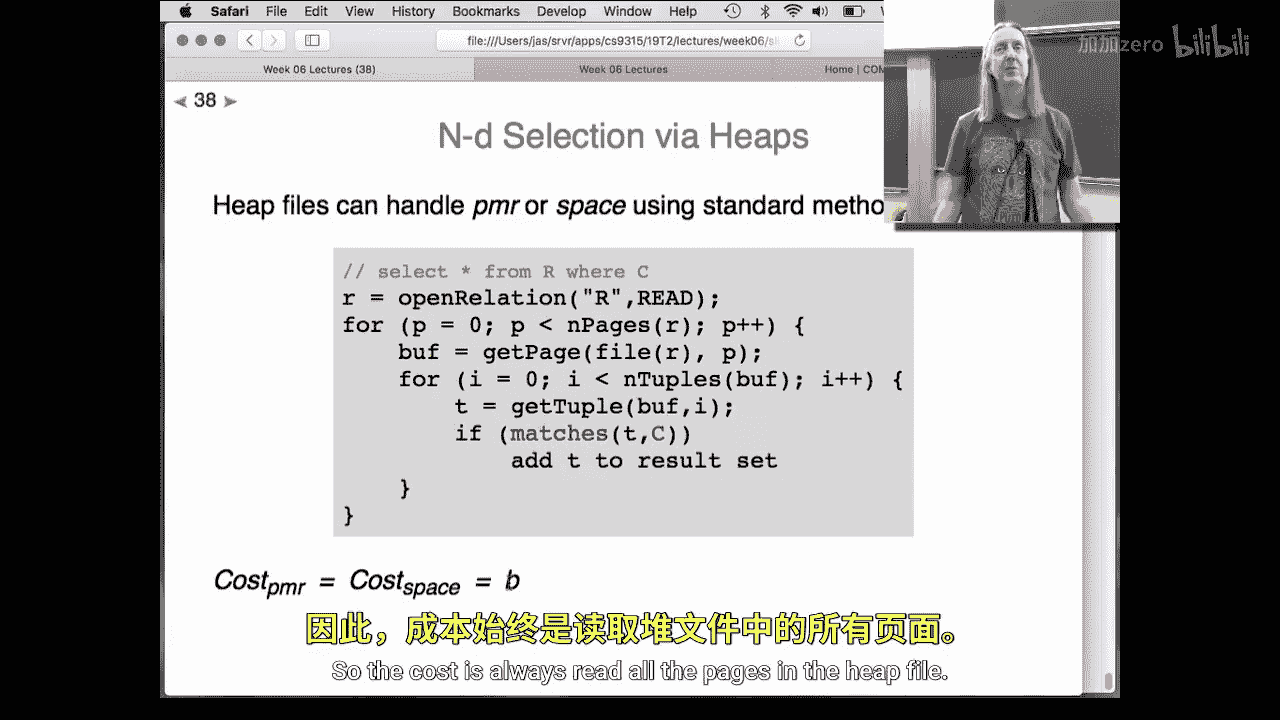 Safari File Edit View History Bookmarks Develop Window Help
加加zero bilibili
file:///Users/jas/srvr/apps/cs9315/19T2/lectures/week06/sli
Week 06 Lectures (38) Week 06 Lectures Home | COM
38
N-d Selection via Heaps
Heap files can handle pmr or space using standard metho
// select * from R where C
r = openRelation("R",READ);
for (p = 0; p < nPages(r); p++) {
buf = getPage(file(r), p);
for (i = 0; i < nTuples(buf); i++) {
t = getTuple(buf,i);
if (matches(t,C))
add t to result set
}
}
Costpmr = Costspace = b
因此，成本始终是读取堆文件中的所有页面。
So the cost is always read all the pages in the heap file.